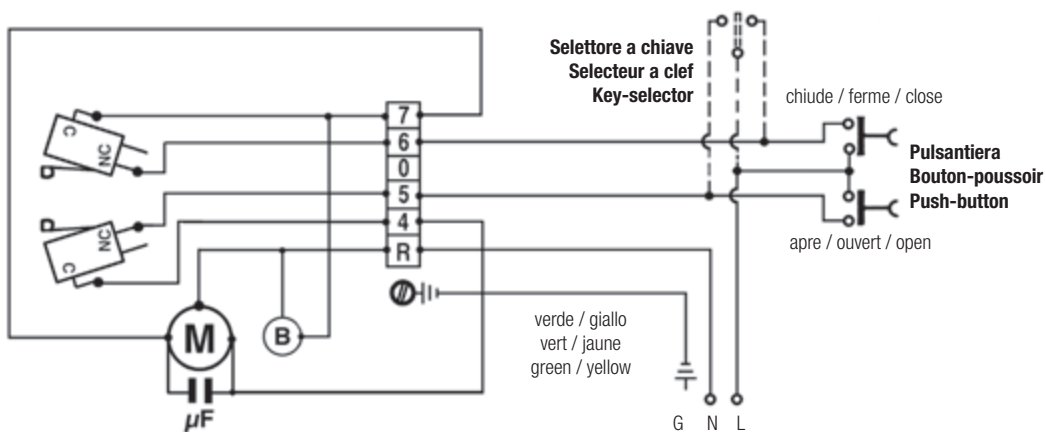 Selettore a chiave
Selecteur a clef
Key-selector
chiude / ferme / close
Pulsantiera
Bouton-poussoir
Push-button
apre / ouvert / open
C
NC
7
6
0
5
4
R
NC
C
M
B
µF
verde / giallo
vert / jaune
green / yellow
G N L